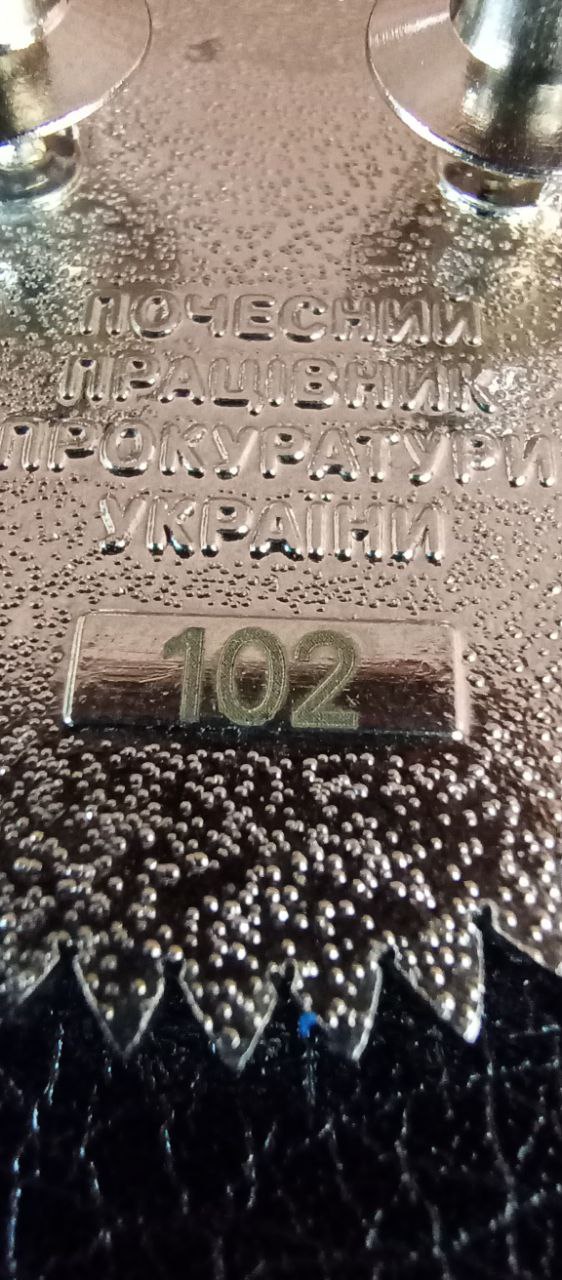 ПОЧЕСНИЙ
ПРАЦІВНИК
ПРОКУРАТУРИ
УКРАЇНИ
102